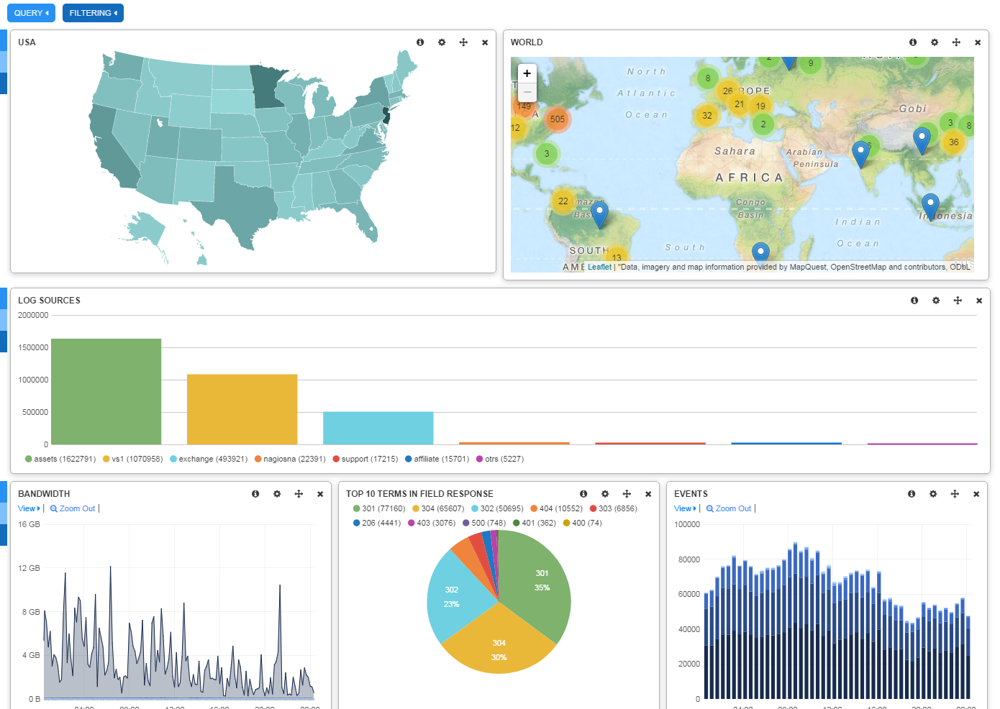 QUERY FILTERING
USA
WORLD
+
−
North
Atlantic
Ocean
EUROPE
Gobi
Sahara
Arabian
Peninsula
AFRICA
Congo
Basin
Indian
Ocean
Indonesia
South
SOUTH
8
9
2
26
21
19
32
2
149
505
12
3
3
8
36
6
22
13
Leaflet | "Data, imagery and map information provided by MapQuest, OpenStreetMap and contributors, ODbL
LOG SOURCES
2000000
1500000
1000000
500000
0
assets (1622791) vs1 (1070958) exchange (493921) nagiosna (22391) support (17215) affiliate (15701) otrs (5227)
BANDWIDTH
View | Zoom Out |
16 GB
12 GB
8 GB
4 GB
0 B
TOP 10 TERMS IN FIELD RESPONSE
301 (77160) 304 (65607) 302 (50695) 404 (10552) 303 (6856)
206 (4441) 403 (3076) 500 (748) 401 (362) 400 (74)
301
35%
302
23%
304
30%
EVENTS
View | Zoom Out |
100000
80000
60000
40000
20000
0